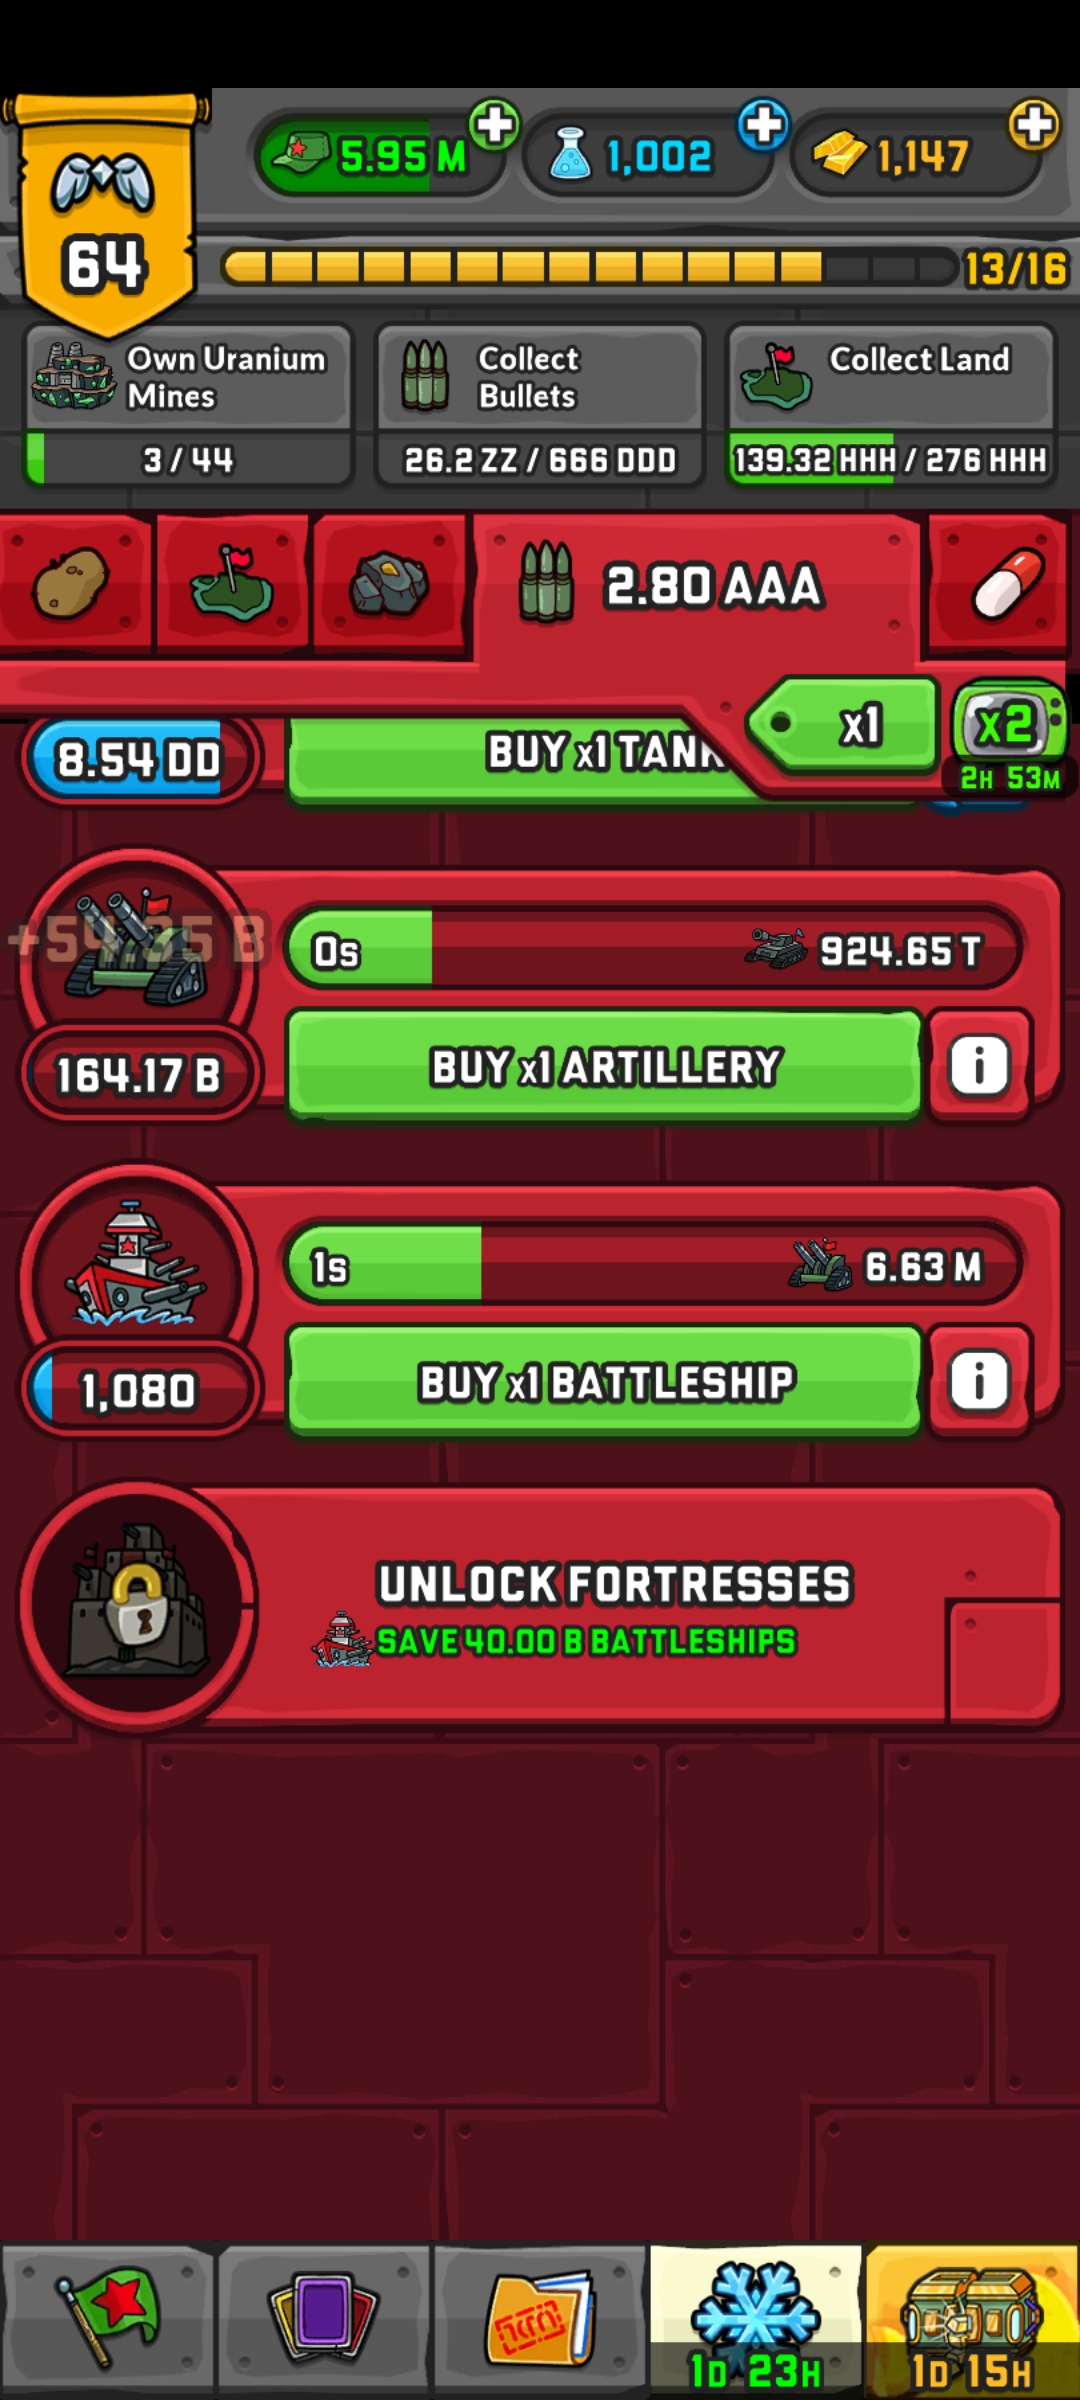 5.95 M
1,002
1,147
64
13/16
Own Uranium
Mines
3 / 44
Collect
Bullets
26.2 ZZ / 666 DDD
Collect Land
139.32 HHH / 276 HHH
2.80 AAA
x1
x2
2H 53M
8.54 DD
BUY x1 TANK
+54.35 B
0s
924.65 T
164.17 B
BUY x1 ARTILLERY
i
1s
6.63 M
1,080
BUY x1 BATTLESHIP
i
UNLOCK FORTRESSES
SAVE 40.00 B BATTLESHIPS
1D 23H
1D 15H